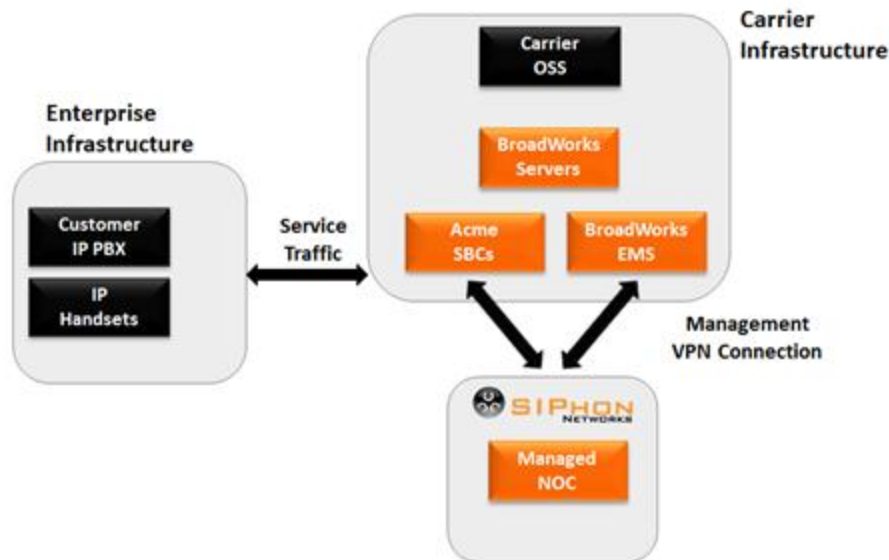 Carrier
Infrastructure
Carrier
OSS
Enterprise
Infrastructure
BroadWorks
Servers
Customer
IP PBX
Service
Traffic
Acme
SBCs
BroadWorks
EMS
IP
Handsets
Management
VPN Connection
SIPHON
NETWORKS
Managed
NOC